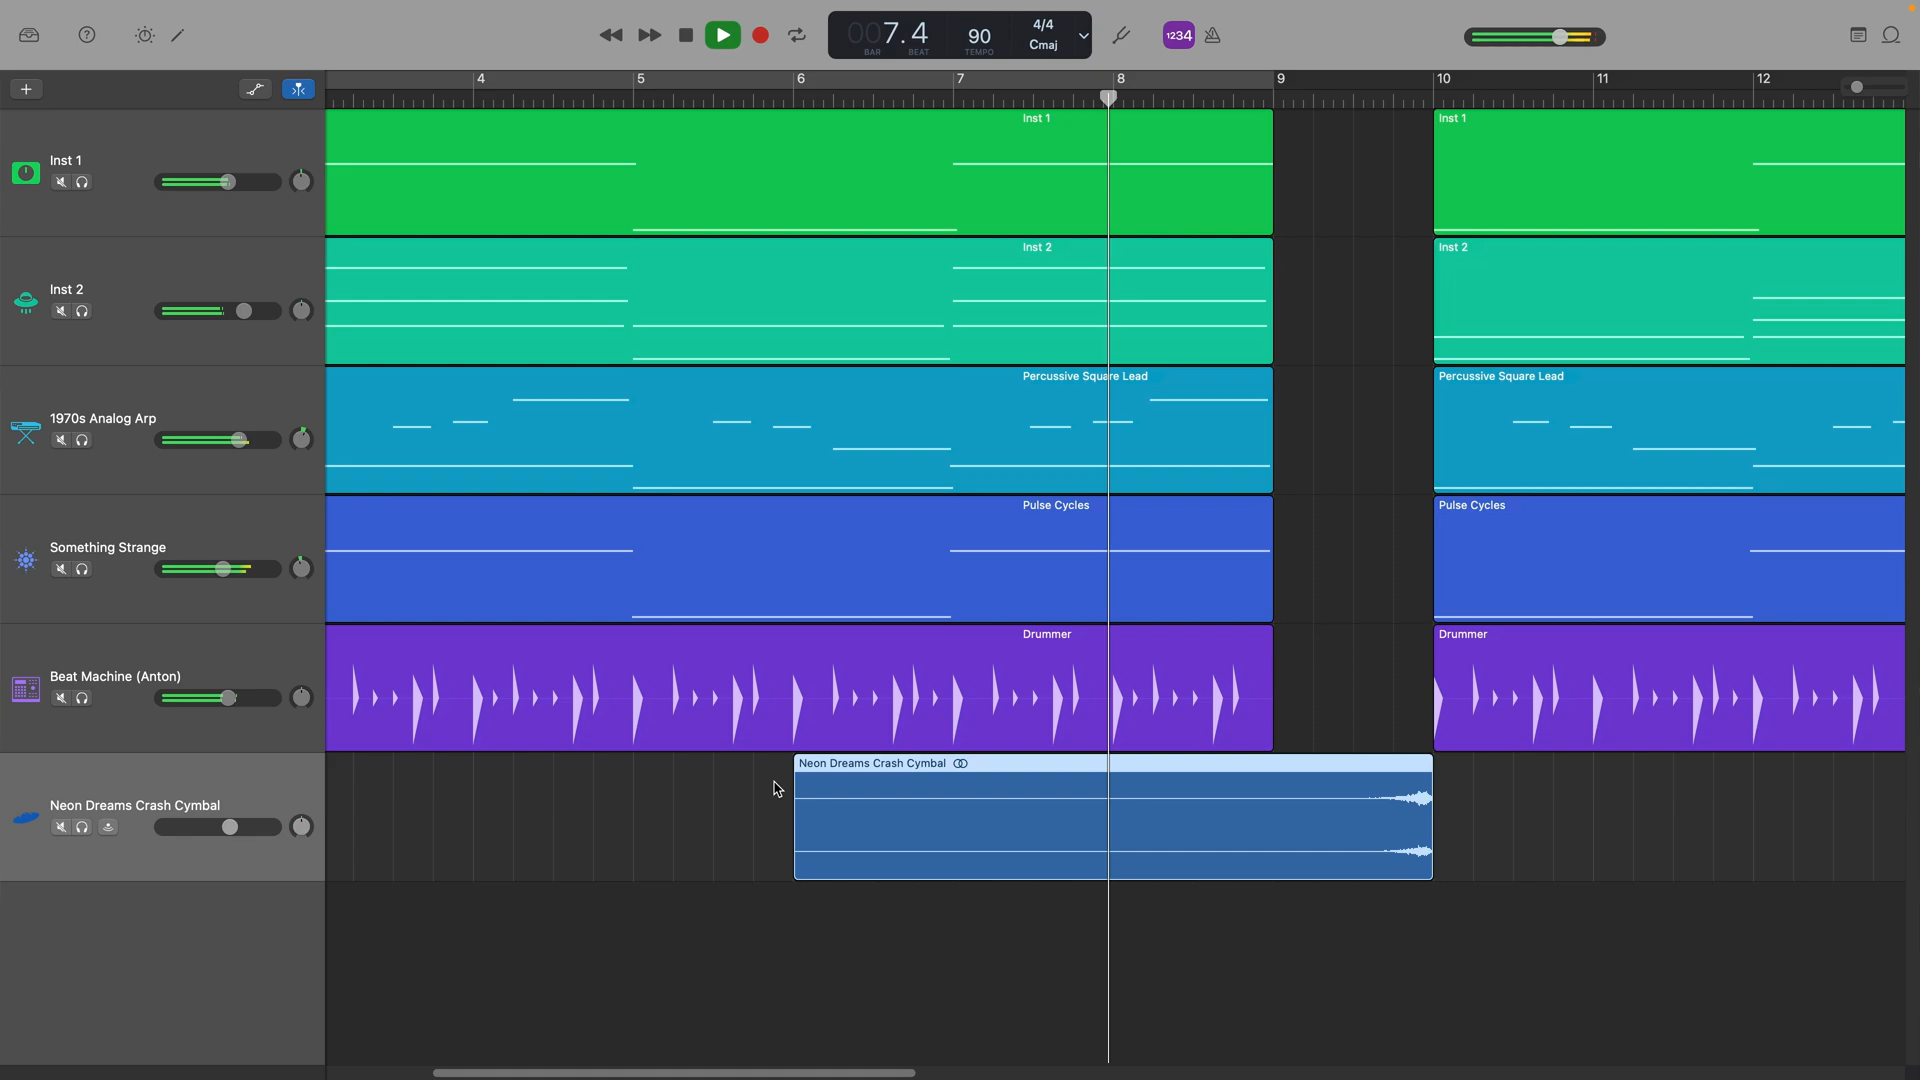 007.4
BAR BEAT
90
TEMPO
4/4
Cmaj
1234
4 5 6 7 8 9 10 11 12
Inst 1
Inst 1 Inst 1
Inst 2
Inst 2 Inst 2
1970s Analog Arp
Percussive Square Lead Percussive Square Lead
Something Strange
Pulse Cycles Pulse Cycles
Beat Machine (Anton)
Drummer Drummer
Neon Dreams Crash Cymbal
Neon Dreams Crash Cymbal